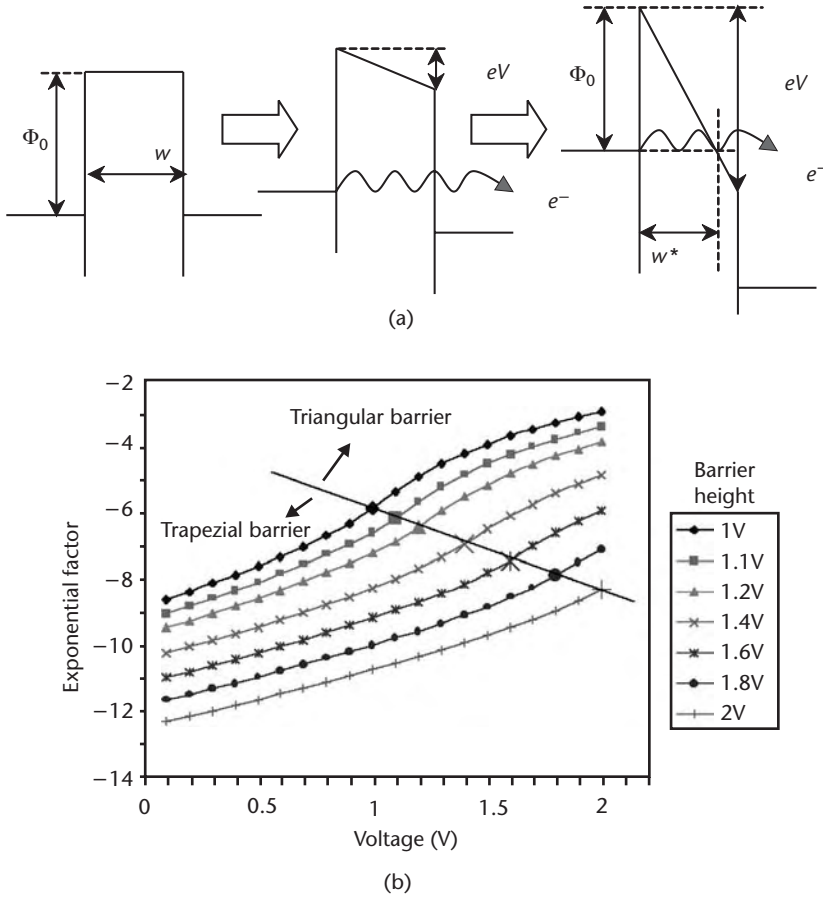 Φ0
w
eV
e−
Φ0
eV
e−
w*
(a)
Exponential factor
−2
−4
−6
−8
−10
−12
−14
Triangular barrier
Trapezial barrier
0
0.5
1
1.5
2
Voltage (V)
Barrier
height
1V
1.1V
1.2V
1.4V
1.6V
1.8V
2V
(b)